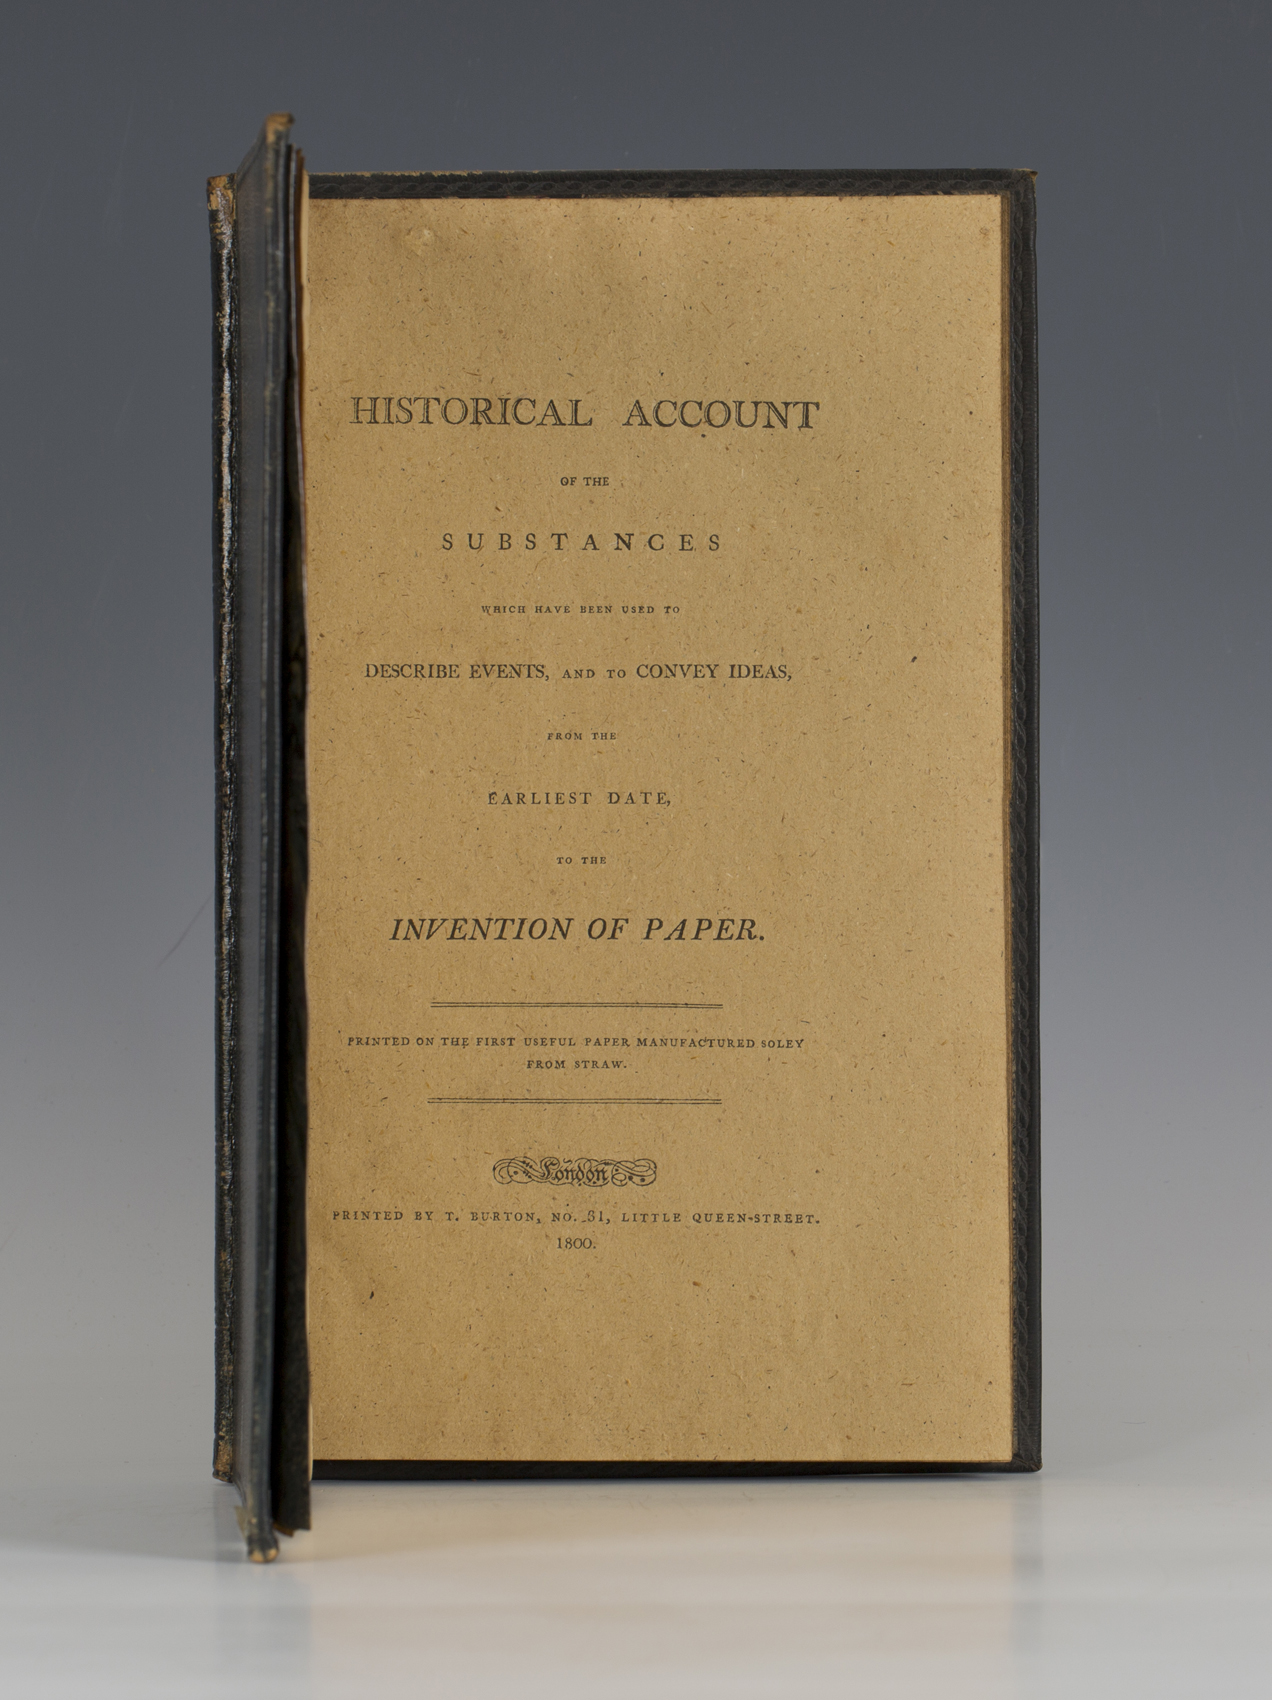 HISTORICAL ACCOUNT
OF THE
SUBSTANCES
WHICH HAVE BEEN USED TO
DESCRIBE EVENTS, AND TO CONVEY IDEAS,
FROM THE
EARLIEST DATE,
TO THE
INVENTION OF PAPER.
PRINTED ON THE FIRST USEFUL PAPER MANUFACTURED SOLEY
FROM STRAW.
London
PRINTED BY T. BURTON, NO. 31, LITTLE QUEEN-STREET.
1800.